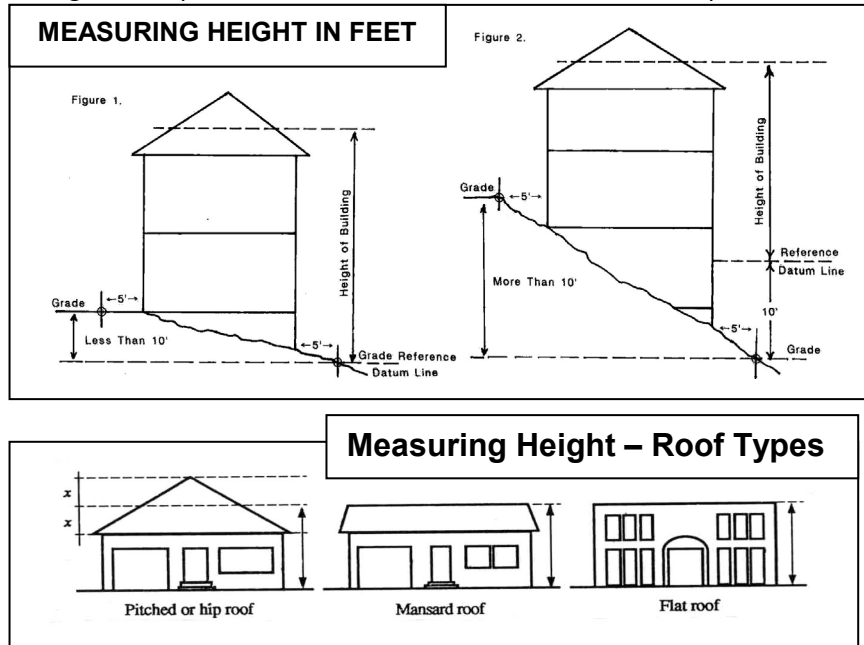 MEASURING HEIGHT IN FEET
Figure 1.
Grade
←5'→
Less Than 10'
←5'→
Height of Building
Grade Reference
Datum Line
Figure 2.
Grade
←5'→
More Than 10'
Height of Building
Reference
Datum Line
10'
←5'→
Grade
Measuring Height – Roof Types
x
x
Pitched or hip roof
Mansard roof
Flat roof